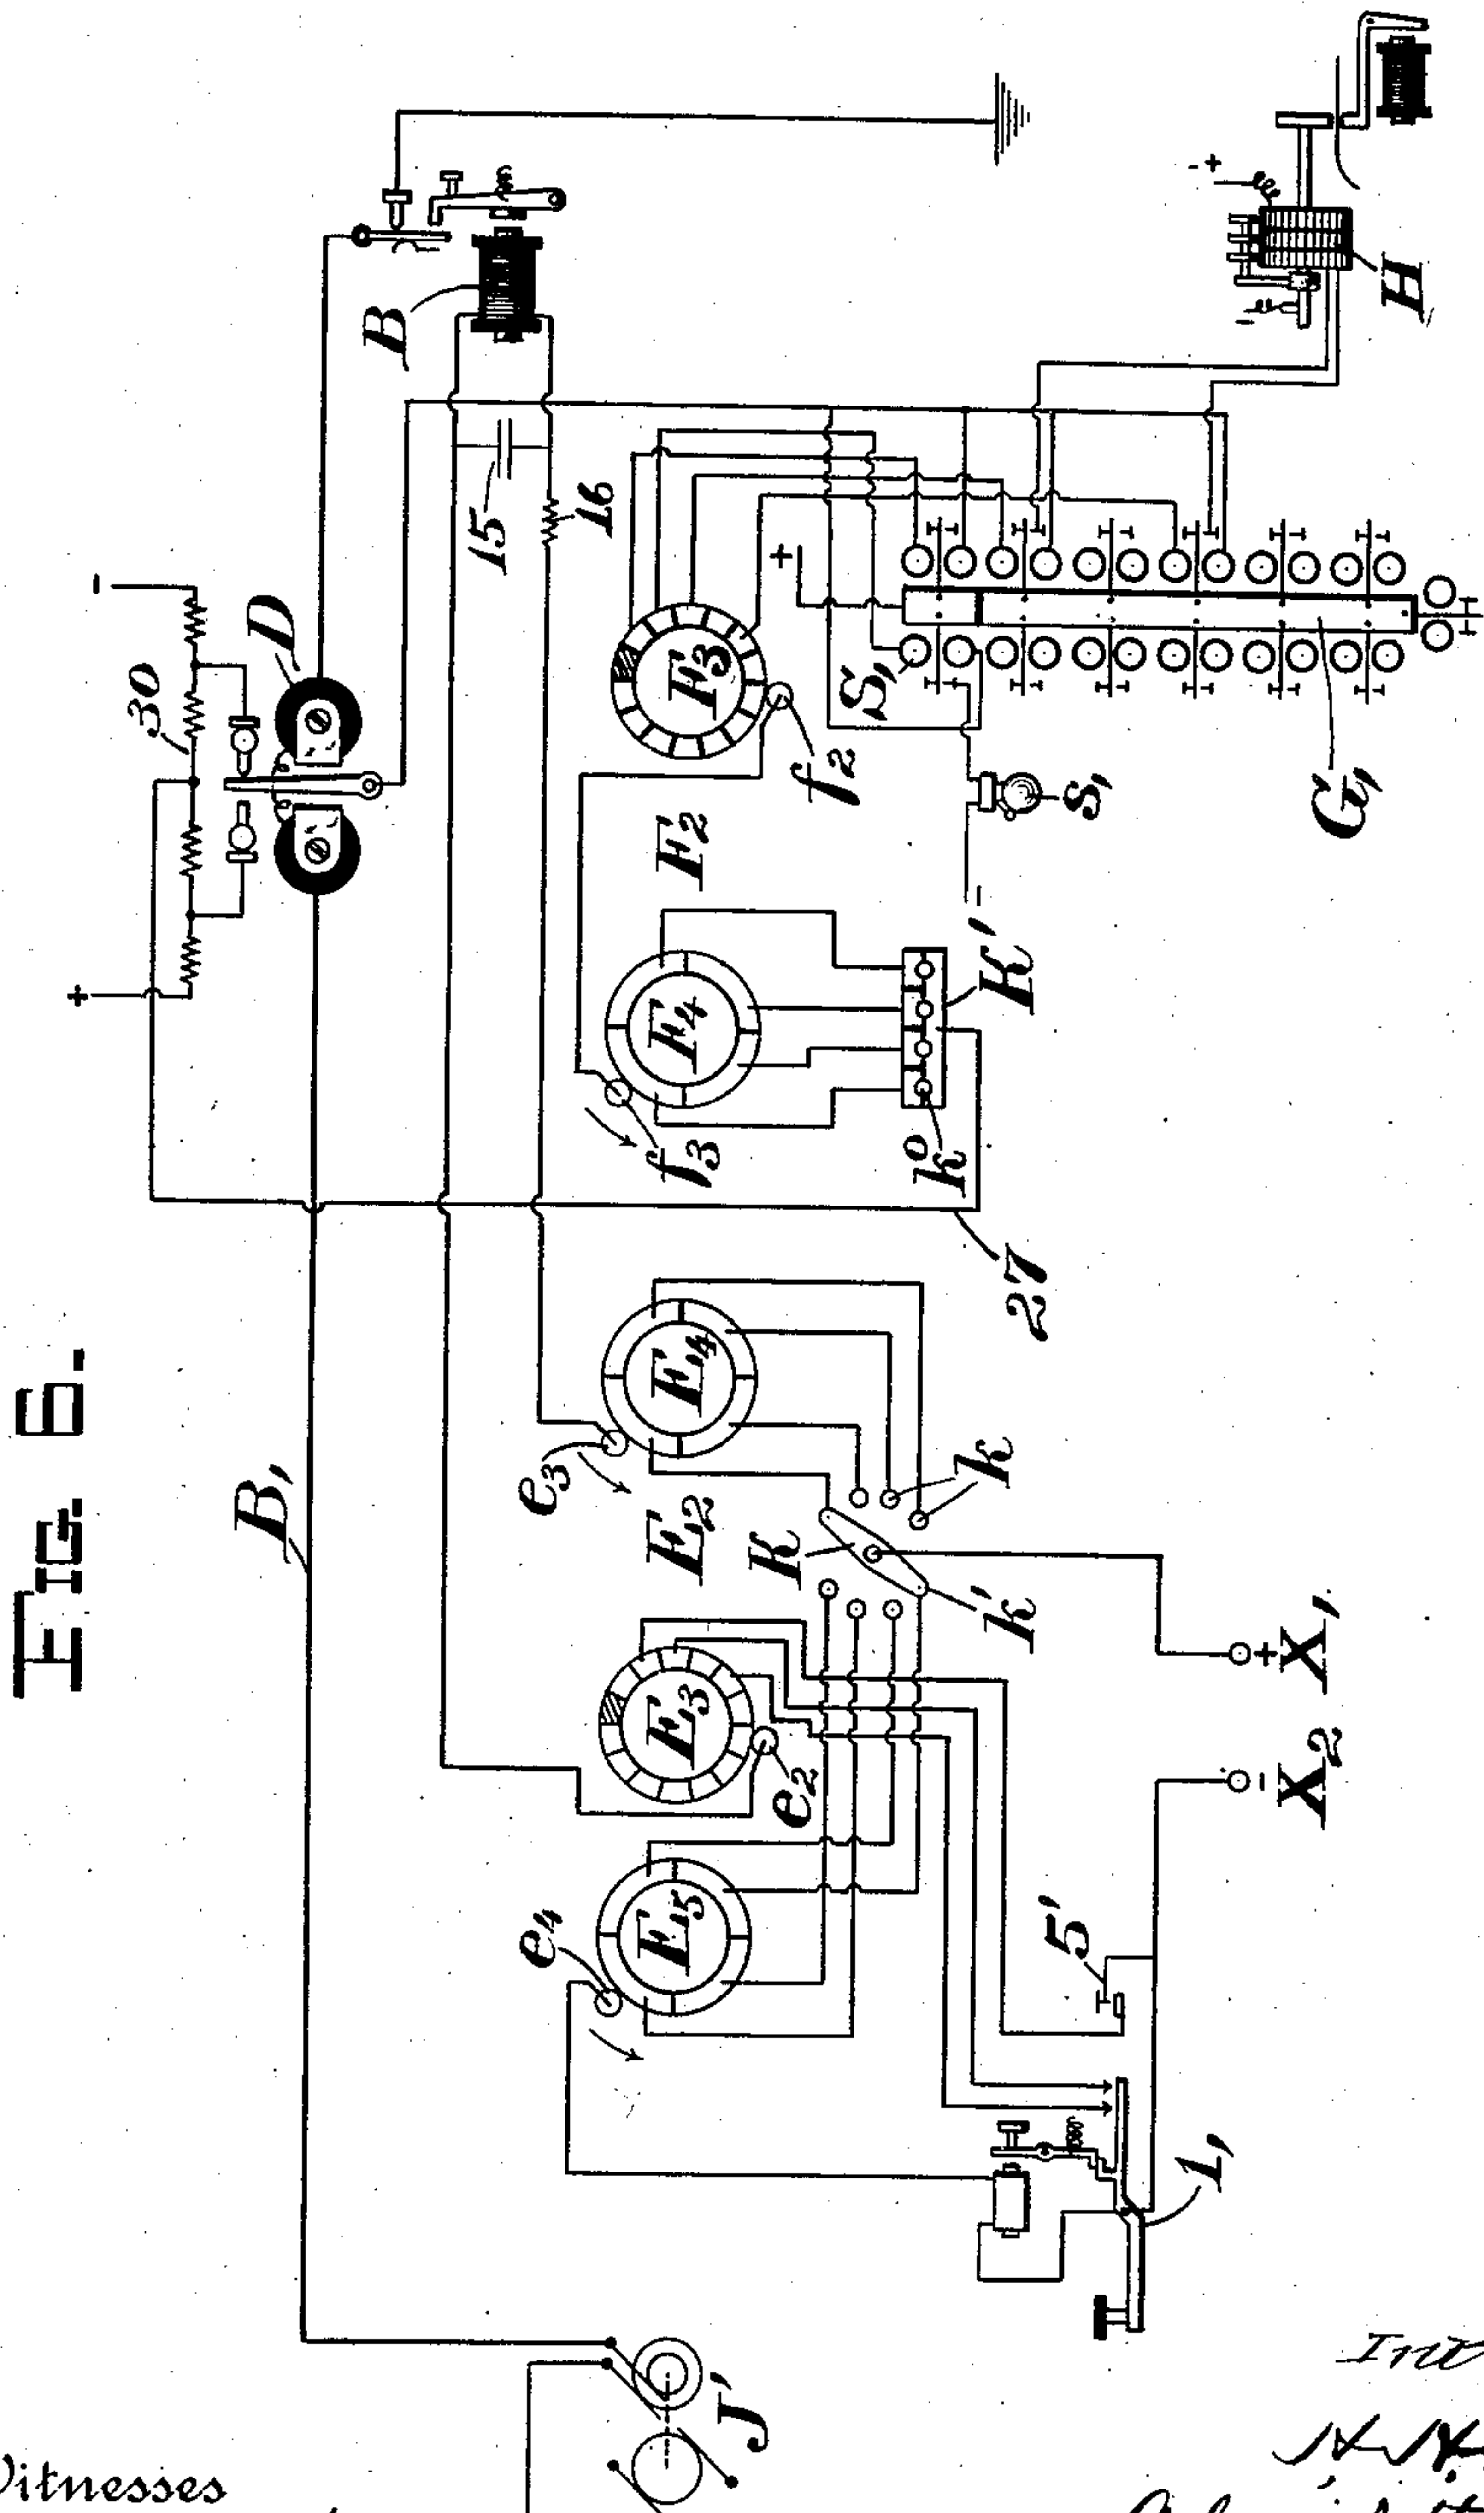 FIG. 6.
B,
30
D
B
15
16
e4
E5
E3
e2
E2
e3
E4
K
k
k'
F4
f3
F2
F3
f2
k°
K'
27
S,
s,
G,
H
J'
1,
5'
X2
X,
+
-
+
-
-
+
+
-
Witnesses